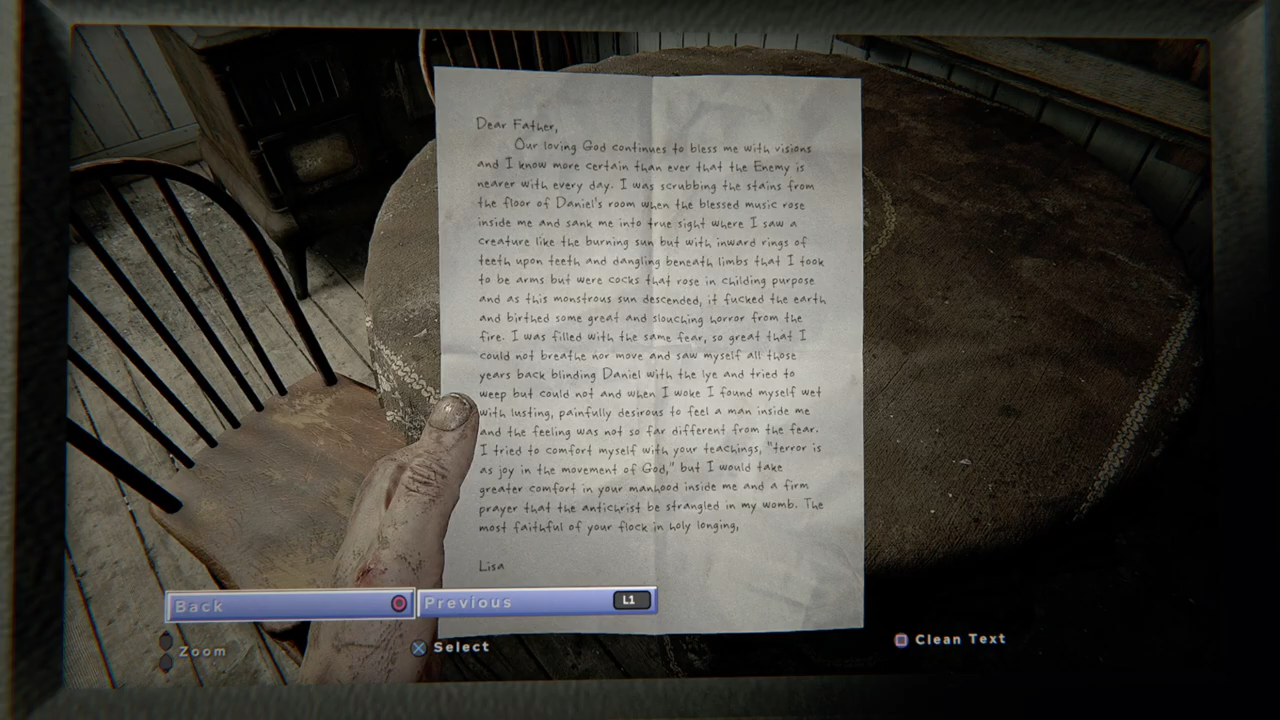 Dear Father,
Our loving God continues to bless me with visions
and I know more certain than ever that the Enemy is
nearer with every day. I was scrubbing the stains from
the floor of Daniel's room when the blessed music rose
inside me and sank me into true sight where I saw a
creature like the burning sun but with inward rings of
teeth upon teeth and dangling beneath limbs that I took
to be arms but were cocks that rose in childing purpose
and as this monstrous sun descended, it fucked the earth
and birthed some great and slouching horror from the
fire. I was filled with the same fear, so great that I
could not breathe nor move and saw myself all those
years back blinding Daniel with the lye and tried to
weep but could not and when I woke I found myself wet
with lusting, painfully desirous to feel a man inside me
and the feeling was not so far different from the fear.
I tried to comfort myself with your teachings, "terror is
as joy in the movement of God," but I would take
greater comfort in your manhood inside me and a firm
prayer that the antichrist be strangled in my womb. The
most faithful of your flock in holy longing,
Lisa
Back
Previous L1
Zoom
Select
Clean Text